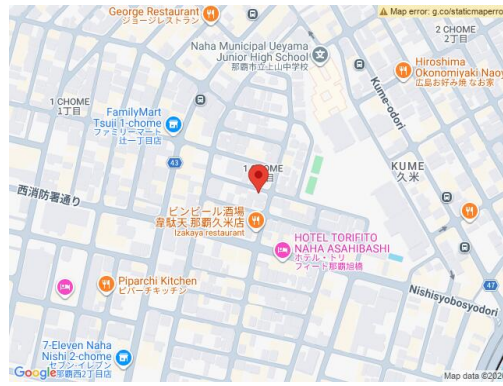 George Restaurant
ジョージレストラン
Map error: g.co/staticmaperro
Naha Municipal Ueyama
Junior High School
那覇市立上山中学校
2 CHOME
2丁目
Hiroshima
Okonomiyaki Naoy
広島お好み焼 なお家
Kume-odori
1 CHOME
1丁目
FamilyMart
Tsuji 1-chome
ファミリーマート
辻一丁目店
43
KUME
久米
西消防署通り
ビンビール酒場
韋駄天 那覇久米店
Izakaya restaurant
HOTEL TORIFITO
NAHA ASAHIBASHI
ホテル・トリ
フィート那覇旭橋
Piparchi Kitchen
ピパーチキッチン
47
Nishisyobosyodori
7-Eleven Naha
Nishi 2-chome
セブン-イレブン
那覇西2丁目店
Google
Map data ©202